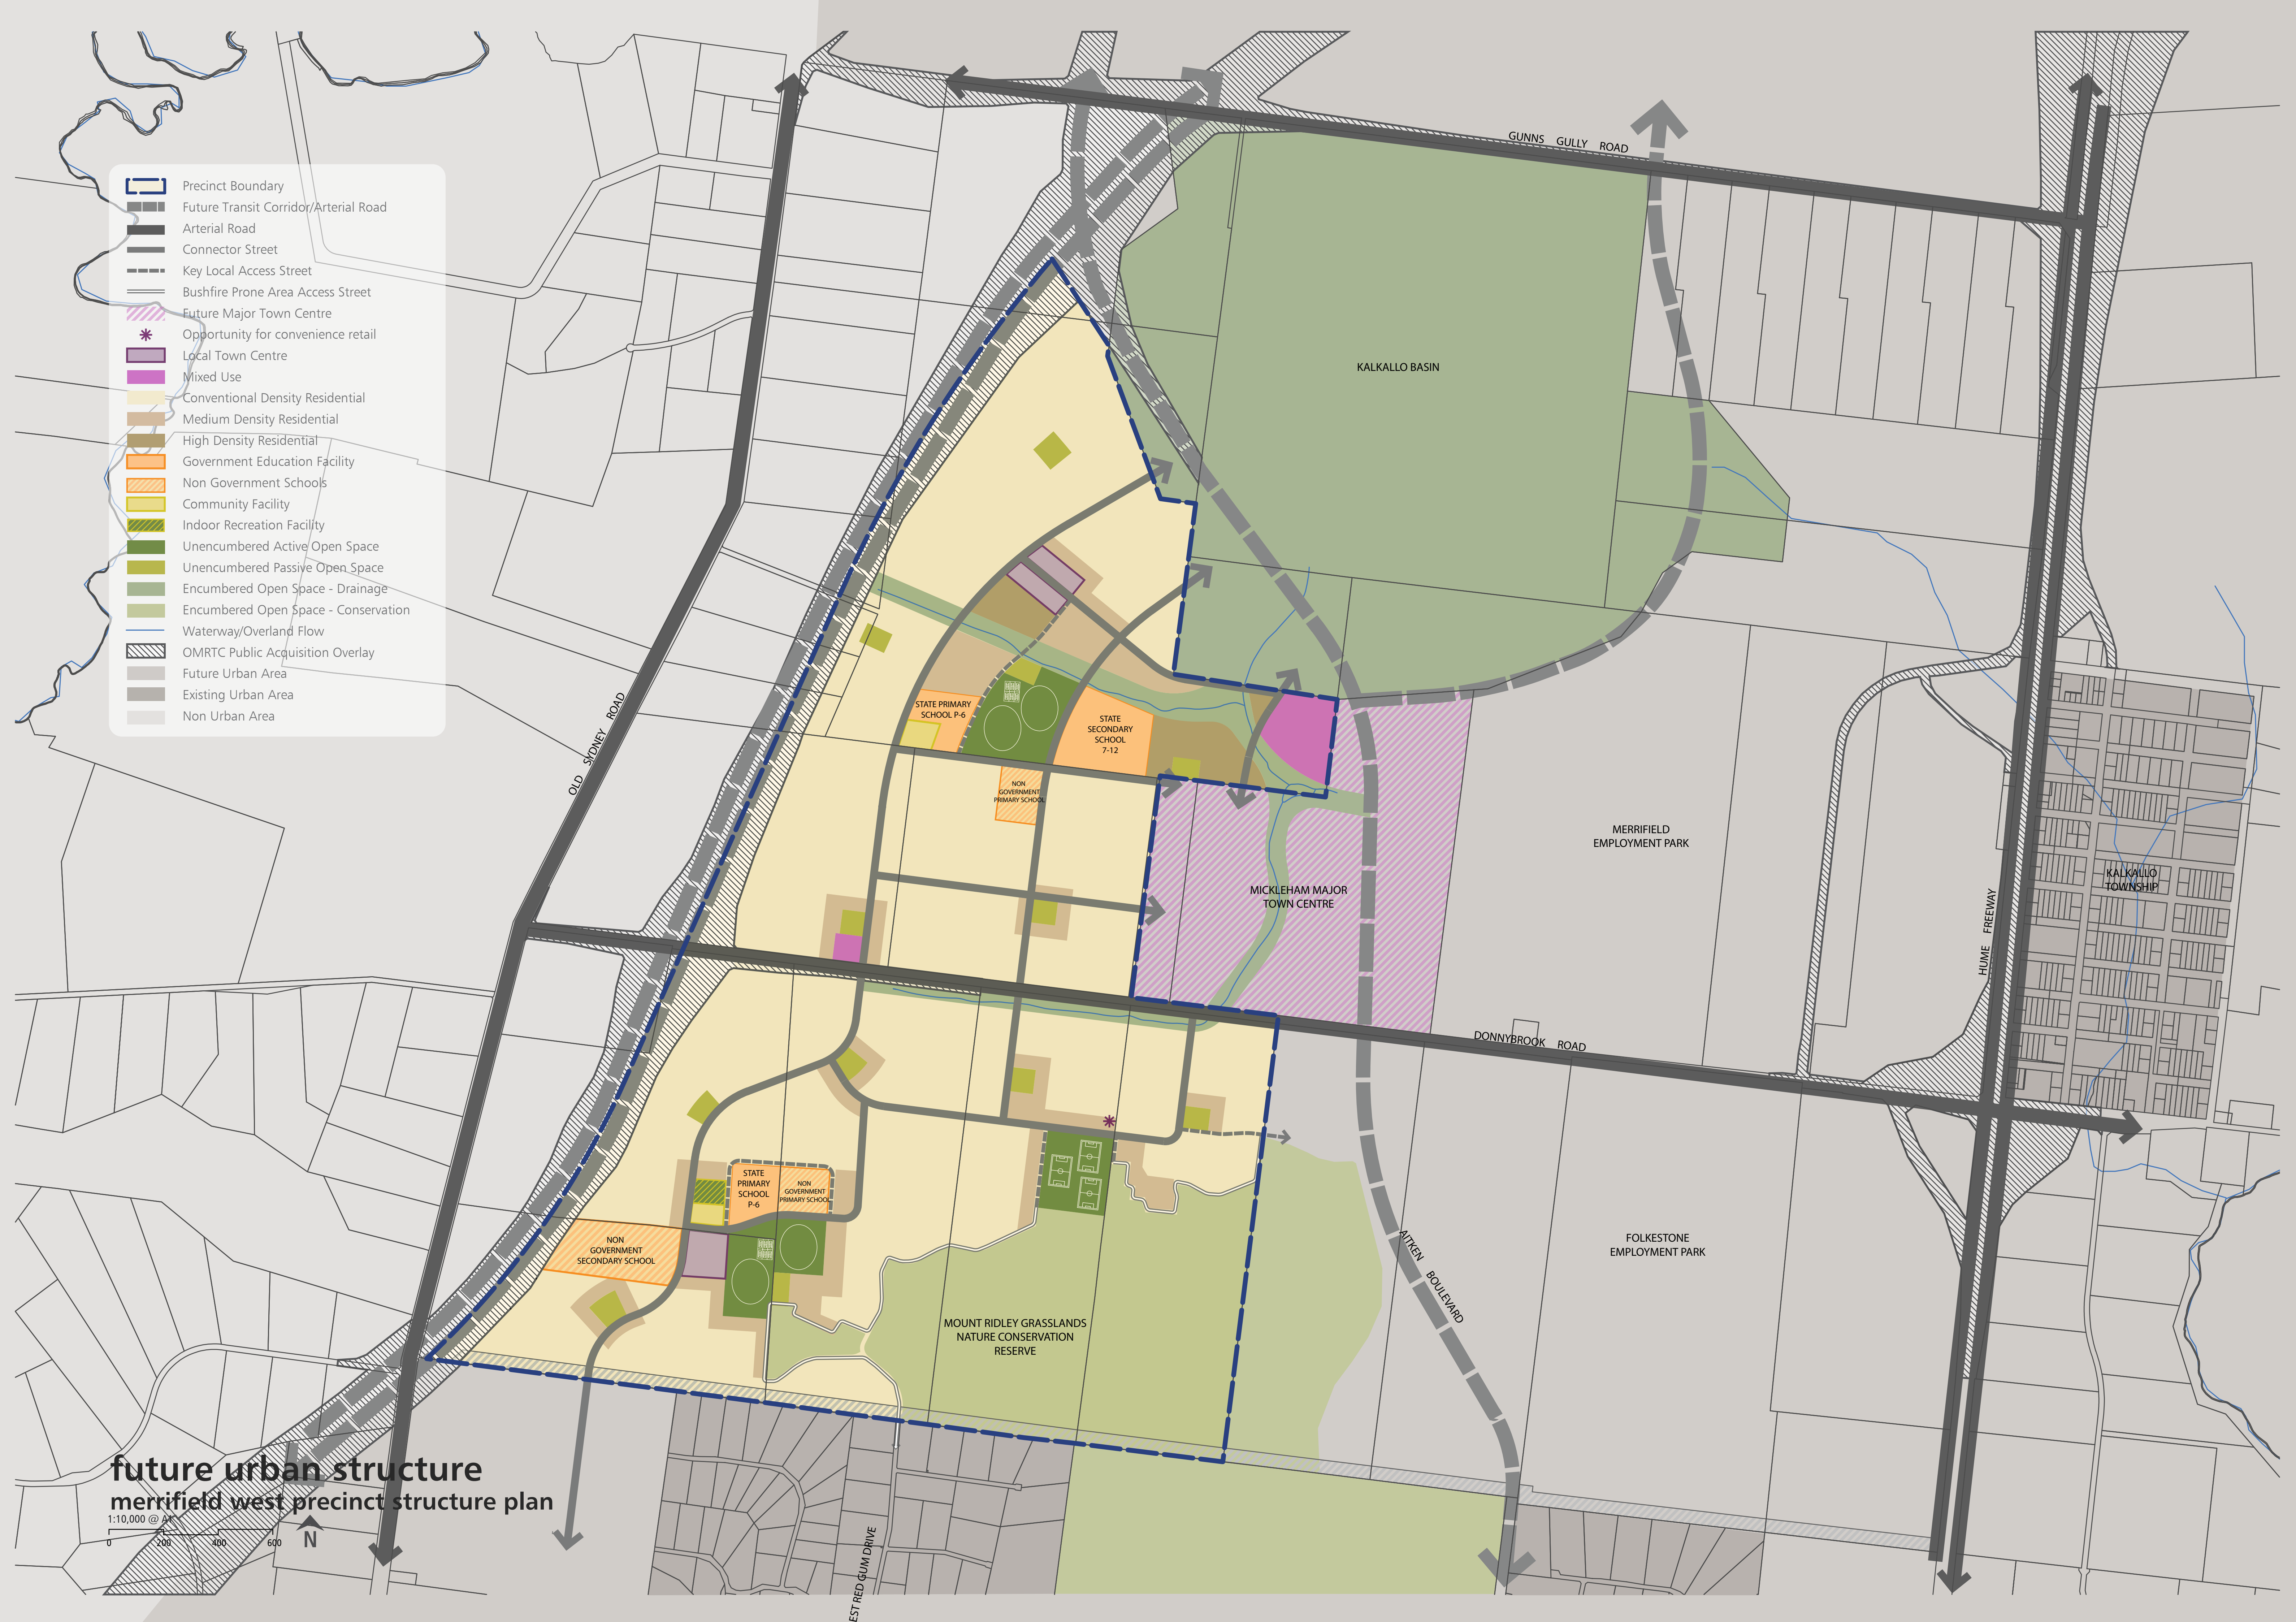 GUNNS GULLY ROAD
Precinct Boundary
Future Transit Corridor/Arterial Road
Arterial Road
Connector Street
Key Local Access Street
Bushfire Prone Area Access Street
Future Major Town Centre
Opportunity for convenience retail
Local Town Centre
Mixed Use
Conventional Density Residential
Medium Density Residential
High Density Residential
Government Education Facility
Non Government Schools
Community Facility
Indoor Recreation Facility
Unencumbered Active Open Space
Unencumbered Passive Open Space
Encumbered Open Space - Drainage
Encumbered Open Space - Conservation
Waterway/Overland Flow
OMRTC Public Acquisition Overlay
Future Urban Area
Existing Urban Area
Non Urban Area
KALKALLO BASIN
OLD SYDNEY ROAD
STATE PRIMARY
SCHOOL P-6
STATE
SECONDARY
SCHOOL
7-12
NON
GOVERNMENT
PRIMARY SCHOOL
MERRIFIELD
EMPLOYMENT PARK
MICKLEHAM MAJOR
TOWN CENTRE
KALKALLO
TOWNSHIP
HUME FREEWAY
DONNYBROOK ROAD
STATE
PRIMARY
SCHOOL
P-6
NON
GOVERNMENT
PRIMARY SCHOOL
NON
GOVERNMENT
SECONDARY SCHOOL
AITKEN BOULEVARD
FOLKESTONE
EMPLOYMENT PARK
MOUNT RIDLEY GRASSLANDS
NATURE CONSERVATION
RESERVE
future urban structure
merrifield west precinct structure plan
1:10,000 @ A1
0 200 400 600
N
EST RED GUM DRIVE